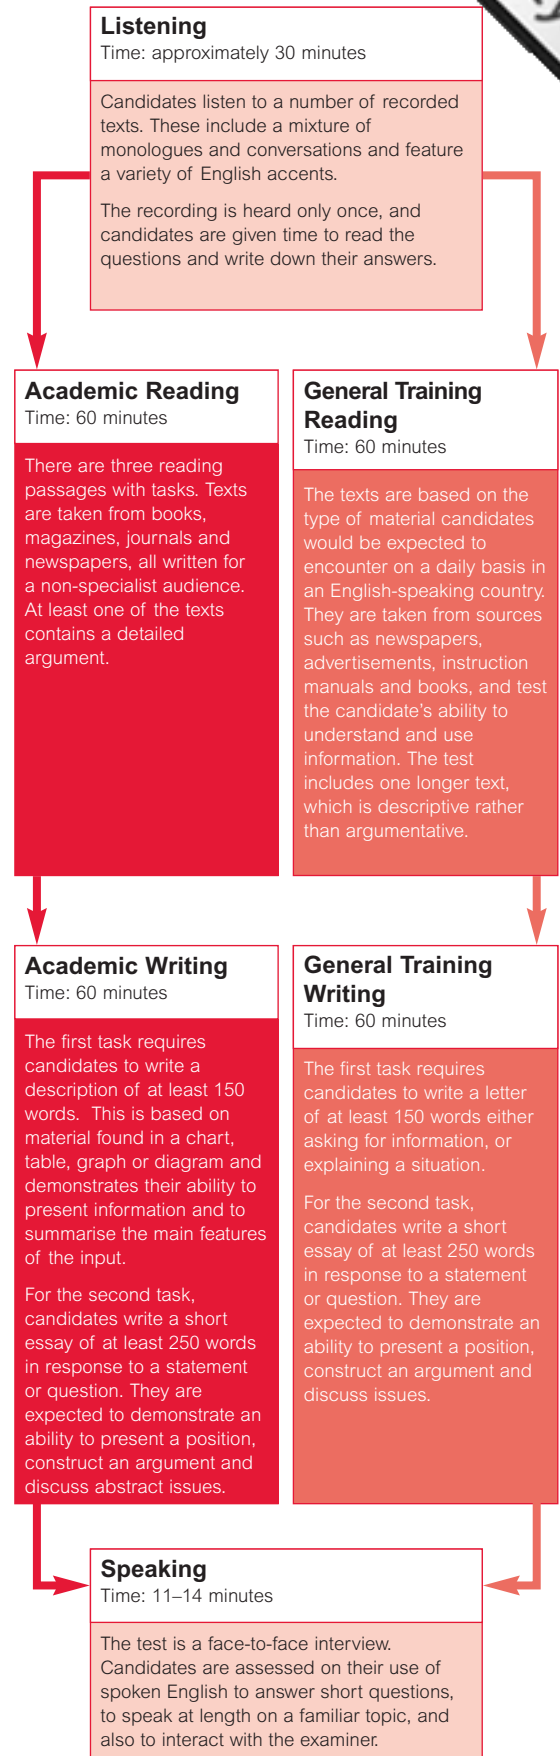 Listening
Time: approximately 30 minutes
Candidates listen to a number of recorded
texts. These include a mixture of
monologues and conversations and feature
a variety of English accents.
The recording is heard only once, and
candidates are given time to read the
questions and write down their answers.
Academic Reading
Time: 60 minutes
There are three reading
passages with tasks. Texts
are taken from books,
magazines, journals and
newspapers, all written for
a non-specialist audience.
At least one of the texts
contains a detailed
argument.
General Training
Reading
Time: 60 minutes
The texts are based on the
type of material candidates
would be expected to
encounter on a daily basis in
an English-speaking country.
They are taken from sources
such as newspapers,
advertisements, instruction
manuals and books, and test
the candidate's ability to
understand and use
information. The test
includes one longer text,
which is descriptive rather
than argumentative.
Academic Writing
Time: 60 minutes
The first task requires
candidates to write a
description of at least 150
words. This is based on
material found in a chart,
table, graph or diagram and
demonstrates their ability to
present information and to
summarise the main features
of the input.
For the second task,
candidates write a short
essay of at least 250 words
in response to a statement
or question. They are
expected to demonstrate an
ability to present a position,
construct an argument and
discuss abstract issues.
General Training
Writing
Time: 60 minutes
The first task requires
candidates to write a letter
of at least 150 words either
asking for information, or
explaining a situation.
For the second task,
candidates write a short
essay of at least 250 words
in response to a statement
or question. They are
expected to demonstrate an
ability to present a position,
construct an argument and
discuss issues.
Speaking
Time: 11–14 minutes
The test is a face-to-face interview.
Candidates are assessed on their use of
spoken English to answer short questions,
to speak at length on a familiar topic, and
also to interact with the examiner.